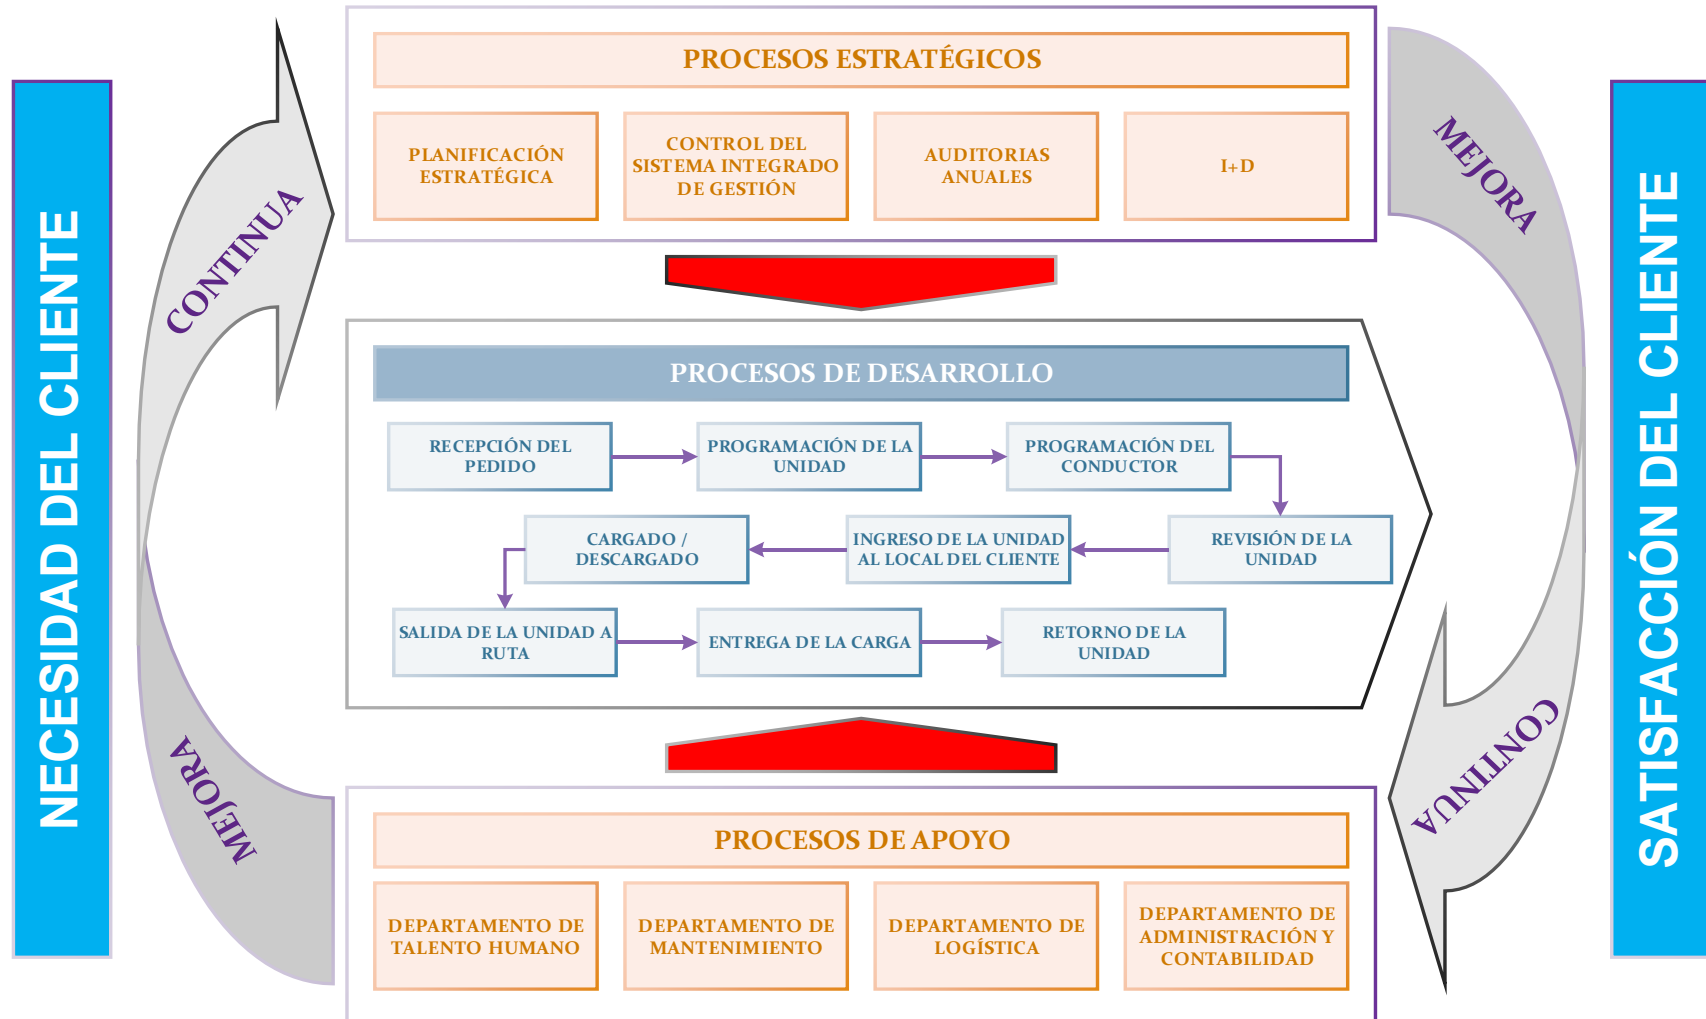 NECESIDAD DEL CLIENTE
CONTINUA
MEJORA
PROCESOS ESTRATÉGICOS
PLANIFICACIÓN
ESTRATÉGICA
CONTROL DEL
SISTEMA INTEGRADO
DE GESTIÓN
AUDITORIAS
ANUALES
I+D
PROCESOS DE DESARROLLO
RECEPCIÓN DEL
PEDIDO
PROGRAMACIÓN DE LA
UNIDAD
PROGRAMACIÓN DEL
CONDUCTOR
REVISIÓN DE LA
UNIDAD
INGRESO DE LA UNIDAD
AL LOCAL DEL CLIENTE
CARGADO /
DESCARGADO
SALIDA DE LA UNIDAD A
RUTA
ENTREGA DE LA CARGA
RETORNO DE LA
UNIDAD
PROCESOS DE APOYO
DEPARTAMENTO DE
TALENTO HUMANO
DEPARTAMENTO DE
MANTENIMIENTO
DEPARTAMENTO DE
LOGÍSTICA
DEPARTAMENTO DE
ADMINISTRACIÓN Y
CONTABILIDAD
MEJORA
CONTINUA
SATISFACCIÓN DEL CLIENTE